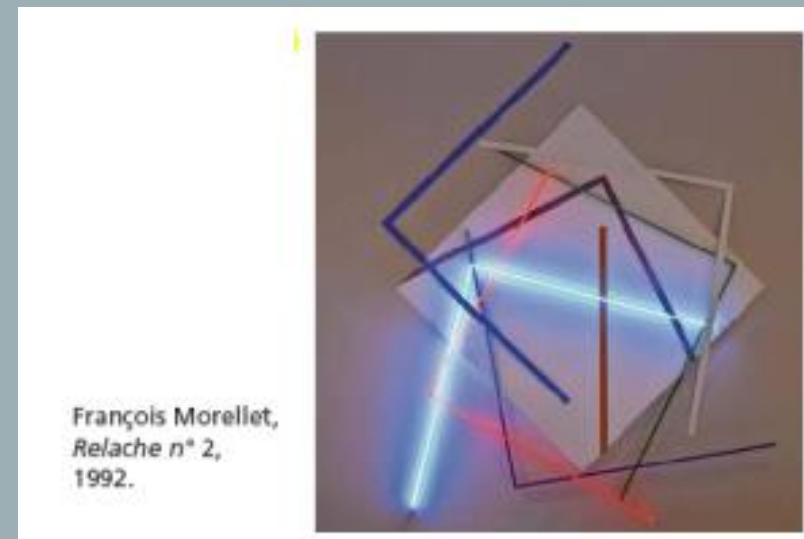 François Morellet,
Relache n° 2,
1992.